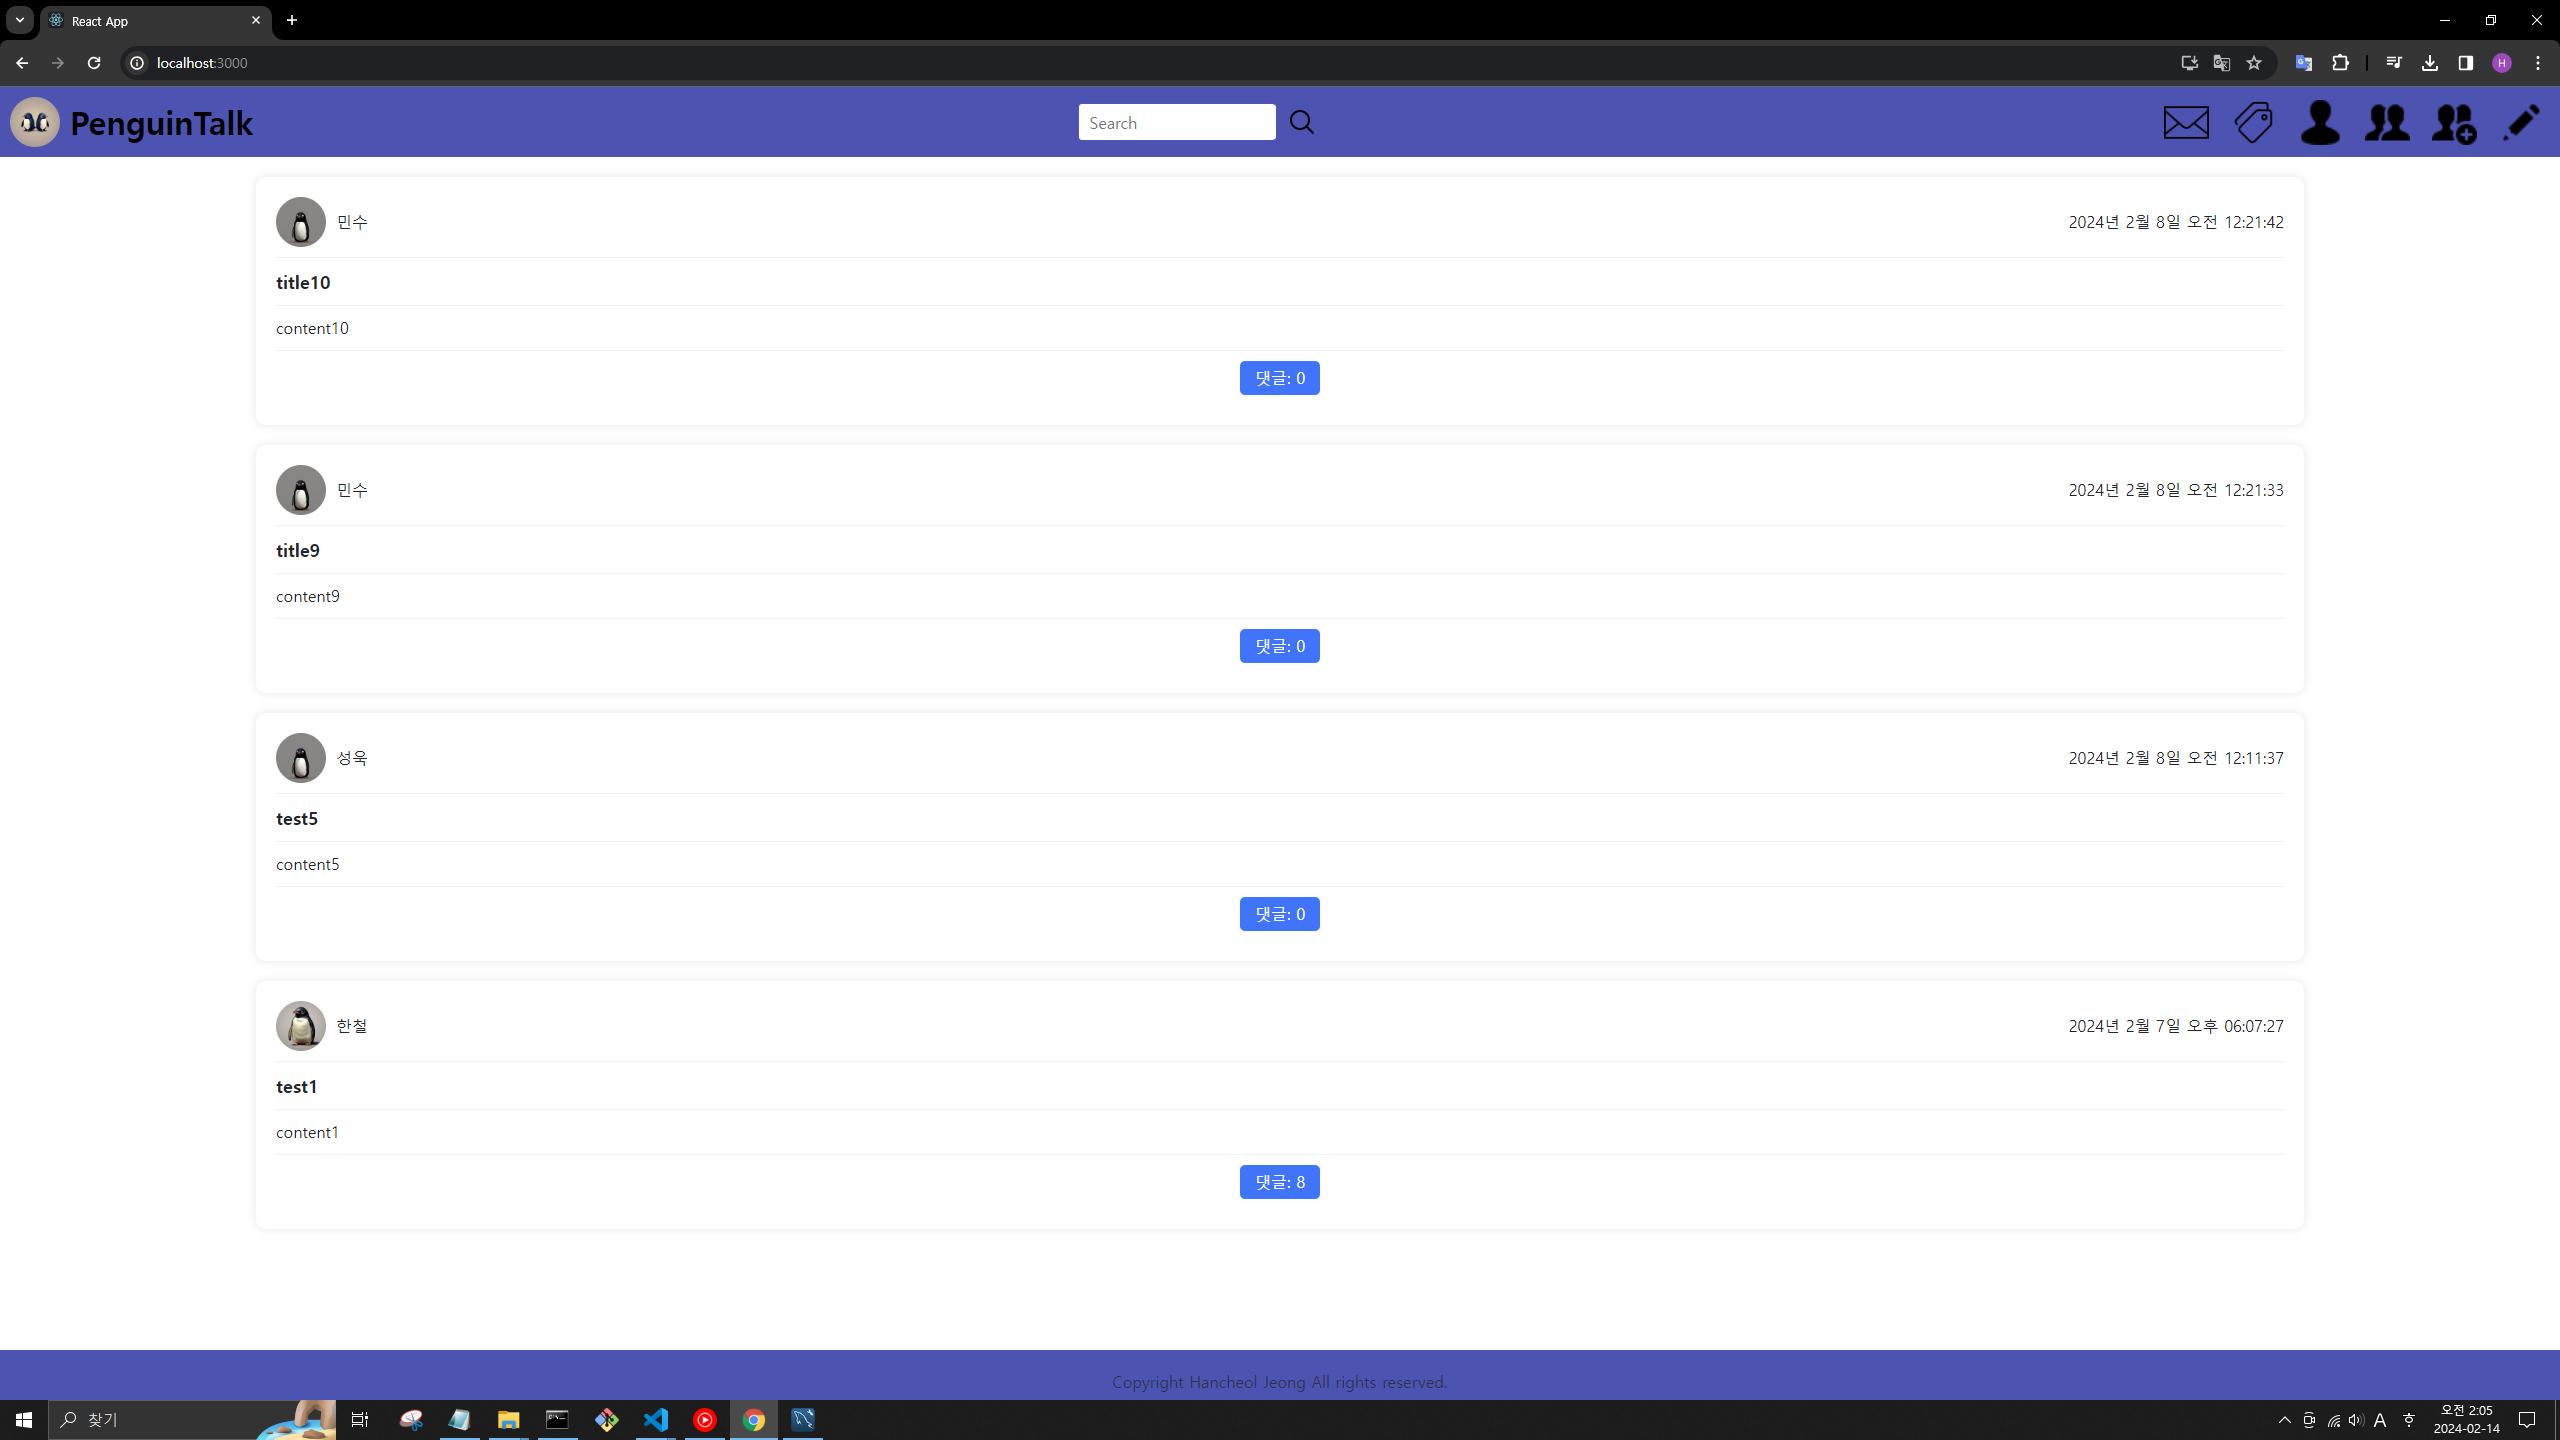 React App
localhost:3000
H
PenguinTalk
Search
민수
2024년 2월 8일 오전 12:21:42
title10
content10
댓글: 0
민수
2024년 2월 8일 오전 12:21:33
title9
content9
댓글: 0
성욱
2024년 2월 8일 오전 12:11:37
test5
content5
댓글: 0
한철
2024년 2월 7일 오후 06:07:27
test1
content1
댓글: 8
Copyright Hancheol Jeong All rights reserved.
찾기
A
오전 2:05
2024-02-14